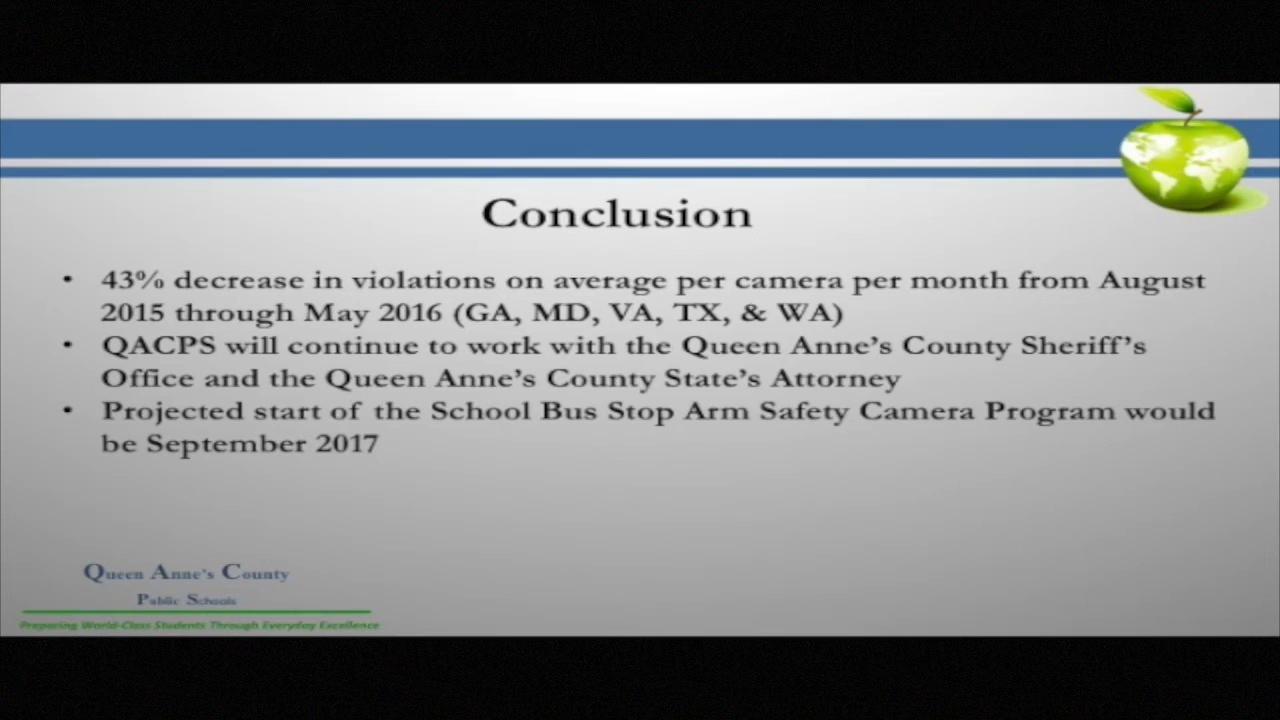 Conclusion
• 43% decrease in violations on average per camera per month from August
2015 through May 2016 (GA, MD, VA, TX, & WA)
• QACPS will continue to work with the Queen Anne's County Sheriff's
Office and the Queen Anne's County State's Attorney
• Projected start of the School Bus Stop Arm Safety Camera Program would
be September 2017
Queen Anne's County
Public Schools
Preparing World-Class Students Through Everyday Excellence